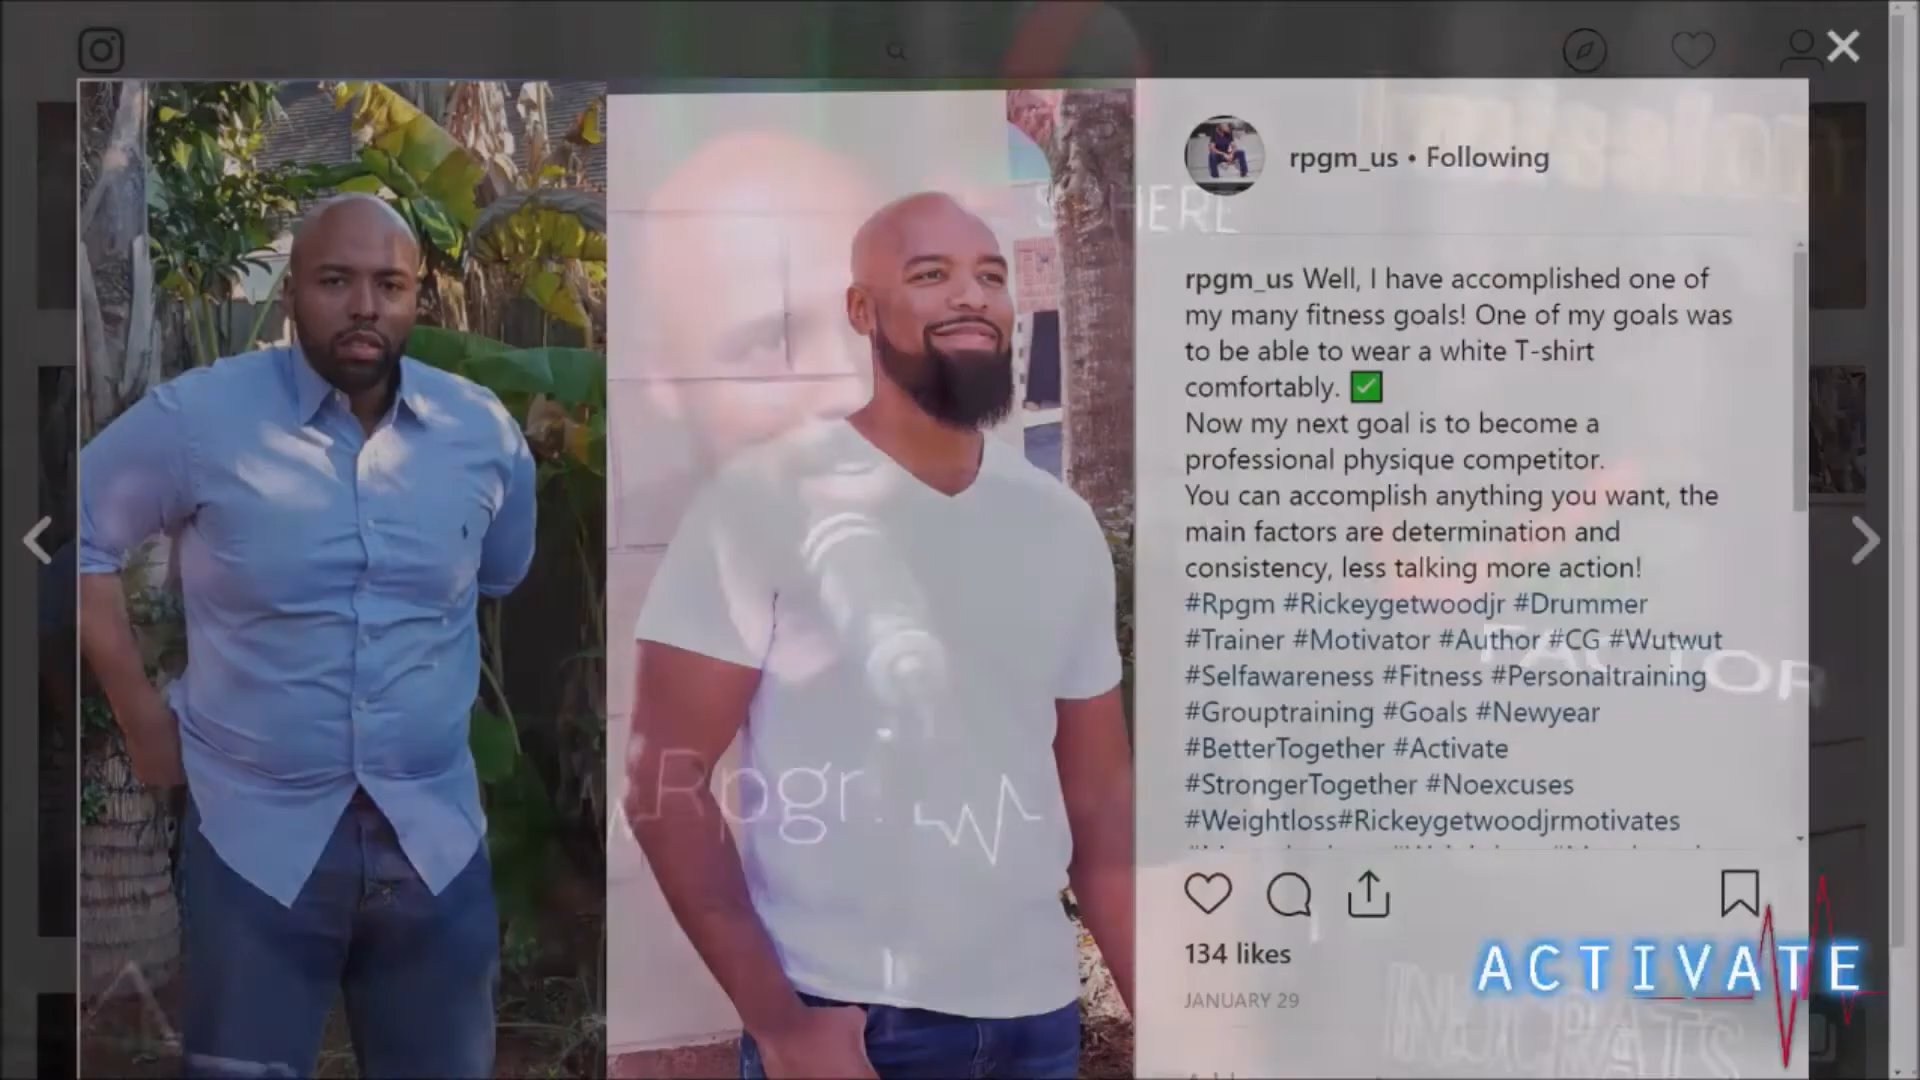 rpgm_us • Following
rpgm_us Well, I have accomplished one of
my many fitness goals! One of my goals was
to be able to wear a white T-shirt
comfortably. ✅
Now my next goal is to become a
professional physique competitor.
You can accomplish anything you want, the
main factors are determination and
consistency, less talking more action!
#Rpgm #Rickeygetwoodjr #Drummer
#Trainer #Motivator #Author #CG #Wutwut
#Selfawareness #Fitness #Personaltraining
#Grouptraining #Goals #Newyear
#BetterTogether #Activate
#StrongerTogether #Noexcuses
#Weightloss#Rickeygetwoodjrmotivates
134 likes
JANUARY 29
ACTIVATE
FACTOR